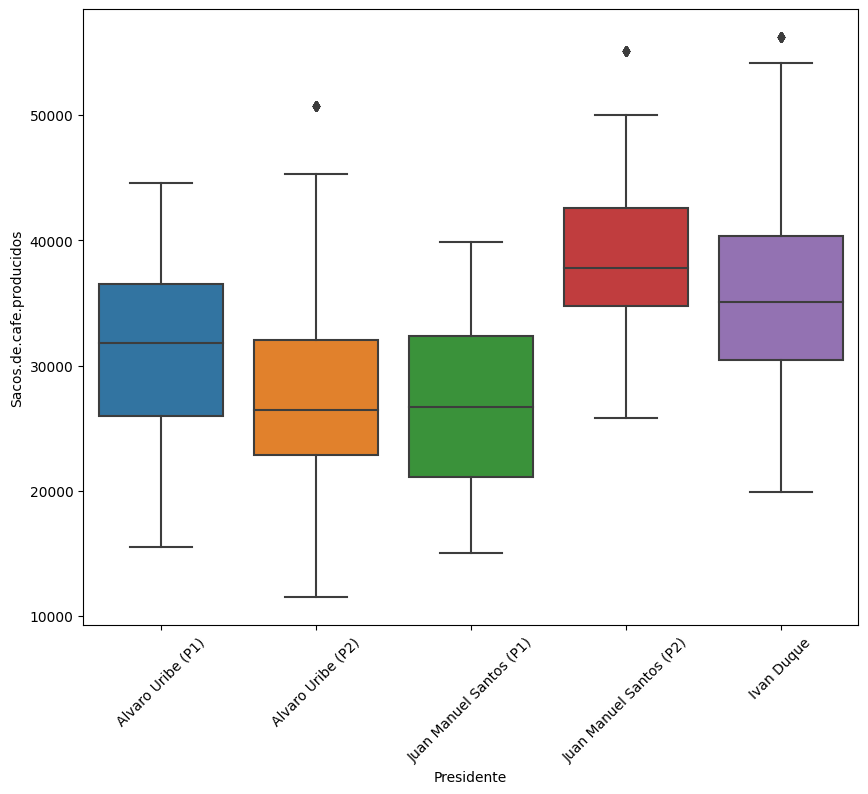 Sacos.de.cafe.producidos
50000
40000
30000
20000
10000
Alvaro Uribe (P1)
Alvaro Uribe (P2)
Juan Manuel Santos (P1)
Juan Manuel Santos (P2)
Ivan Duque
Presidente